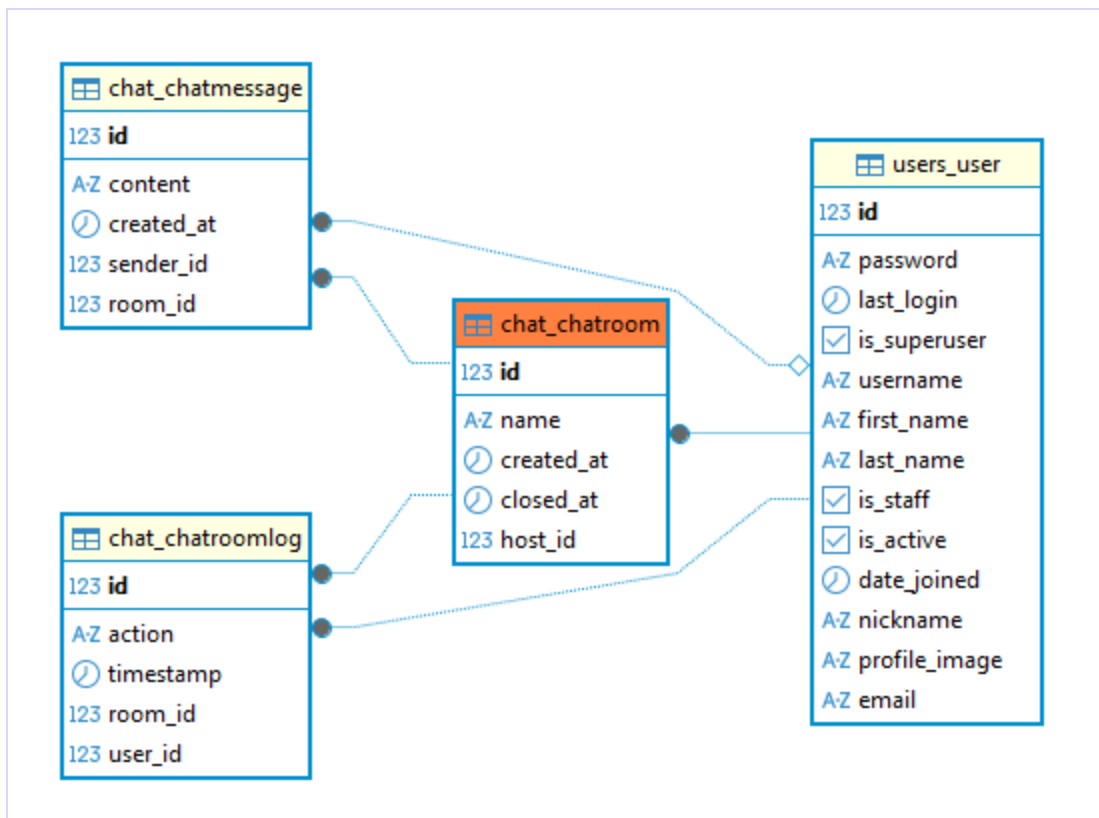 chat_chatmessage
123 id
A-Z content
created_at
123 sender_id
123 room_id
chat_chatroom
123 id
A-Z name
created_at
closed_at
123 host_id
chat_chatroomlog
123 id
A-Z action
timestamp
123 room_id
123 user_id
users_user
123 id
A-Z password
last_login
is_superuser
A-Z username
A-Z first_name
A-Z last_name
is_staff
is_active
date_joined
A-Z nickname
A-Z profile_image
A-Z email